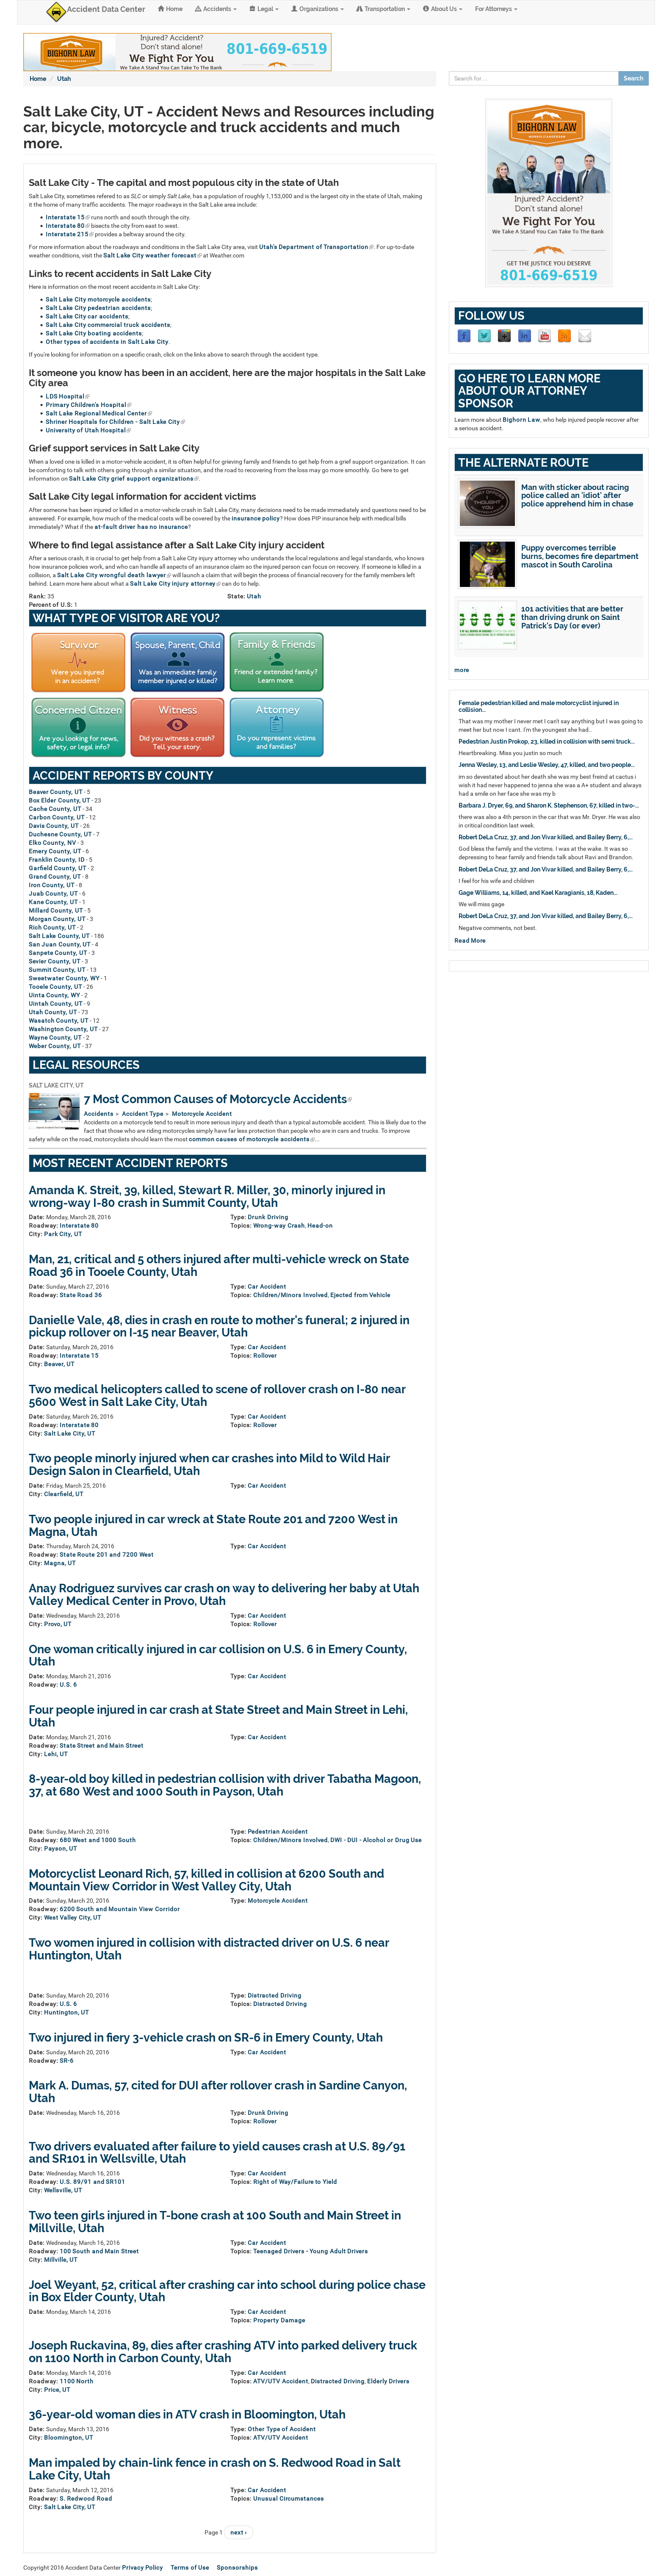 Accident Data Center
Home
Accidents
Legal
Organizations
Transportation
About Us
For Attorneys
BIGHORN LAW
Injured? Accident?
Don't stand alone!
We Fight For You
We Take A Stand You Can Take To The Bank
801-669-6519
Home / Utah
Search for...
Search
Salt Lake City, UT - Accident News and Resources including
car, bicycle, motorcycle and truck accidents and much
more.
Salt Lake City - The capital and most populous city in the state of Utah
Salt Lake City, sometimes refered to as SLC or simply Salt Lake, has a population of roughly 1,153,000 and is the largest city in the state of Utah, making
it home of the highest traffic accidents. The major roadways in the Salt Lake area include:
Interstate 15 runs north and south through the city.
Interstate 80 bisects the city from east to west.
Interstate 215 provides a beltway around the city.
For more information about the roadways and conditions in the Salt Lake City area, visit Utah's Department of Transportation. For up-to-date
weather conditions, visit the Salt Lake City weather forecast at Weather.com
Links to recent accidents in Salt Lake City
Here is information on the most recent accidents in Salt Lake City:
Salt Lake City motorcycle accidents;
Salt Lake City pedestrian accidents;
Salt Lake City car accidents;
Salt Lake City commercial truck accidents;
Salt Lake City boating accidents;
Other types of accidents in Salt Lake City.
If you're looking for information on a specific crash, click on the links above to search through the accident type.
If someone you know has been in an accident, here are the major hospitals in the Salt Lake
City area
LDS Hospital
Primary Children's Hospital
Salt Lake Regional Medical Center
Shriner Hospitals for Children - Salt Lake City
University of Utah Hospital
Grief support services in Salt Lake City
When a loved one is killed in a motor-vehicle accident, it is often helpful for grieving family and friends to get help from a grief support organization. It can
be comforting to talk with others going through a similar situation, and the road to recovering from the loss may go more smoothly. Go here to get
information on Salt Lake City grief support organizations.
Salt Lake City legal information for accident victims
After someone has been in an accident, they may need to make decisions about their injury or legal needs and questions they may have need to be
answered. For example, how much of the medical costs will be covered by the insurance policy? How does PIP insurance help with medical bills
immediately? What if the at-fault driver has no insurance?
Where to find legal assistance after a Salt Lake City injury accident
After a serious crash, it is crucial to get help from a Salt Lake City injury attorney who understands the local regulations and legal standards, who knows
his insurance policies work, and who can better evaluate all losses, and do everything in their power to assist in recovery. If someone is killed in a
collision, a Salt Lake City wrongful death lawyer will listen and care about a claim that will begin the process of financial recovery for the family members
left behind. Learn more here about what a Salt Lake City injury attorney can do to help.
Rank: 35
State: Utah
Percent of U.S: 1
WHAT TYPE OF VISITOR ARE YOU?
Survivor
Were you injured
in an accident?
Spouse, Parent, Child
Was an immediate family
member injured or killed?
Family & Friends
Friend or extended family?
Learn more.
Concerned Citizen
Are you looking for news,
safety, or legal info?
Witness
Did you witness a crash?
Tell your story.
Attorney
Do you represent victims
and families?
ACCIDENT REPORTS BY COUNTY
Beaver County, UT - 5
Box Elder County, UT - 23
Cache County, UT - 34
Carbon County, UT - 12
Davis County, UT - 26
Duchesne County, UT - 7
Elko County, NV - 3
Emery County, UT - 6
Franklin County, ID - 5
Garfield County, UT - 2
Grand County, UT - 8
Iron County, UT - 8
Juab County, UT - 6
Kane County, UT - 1
Millard County, UT - 5
Morgan County, UT - 3
Rich County, UT - 2
Salt Lake County, UT - 186
San Juan County, UT - 4
Sanpete County, UT - 3
Sevier County, UT - 3
Summit County, UT - 13
Sweetwater County, WY - 1
Tooele County, UT - 26
Uinta County, WY - 2
Uintah County, UT - 9
Utah County, UT - 73
Wasatch County, UT - 12
Washington County, UT - 27
Wayne County, UT - 2
Weber County, UT - 37
LEGAL RESOURCES
SALT LAKE CITY, UT
7 Most Common Causes of Motorcycle Accidents
Accidents » Accident Type » Motorcycle Accident
Accidents on a motorcycle tend to result in more serious injury and death than a typical automobile accident. This is likely due to the
fact that those who are riding motorcycles simply have far less protection than people who are in cars and trucks. To improve
safety while on the road, motorcyclists should learn the most common causes of motorcycle accidents...
MOST RECENT ACCIDENT REPORTS
Amanda K. Streit, 39, killed, Stewart R. Miller, 30, minorly injured in
wrong-way I-80 crash in Summit County, Utah
Date: Monday, March 28, 2016
Type: Drunk Driving
Roadway: Interstate 80
Topics: Wrong-way Crash, Head-on
City: Park City, UT
Man, 21, critical and 5 others injured after multi-vehicle wreck on State
Road 36 in Tooele County, Utah
Date: Sunday, March 27, 2016
Type: Car Accident
Roadway: State Road 36
Topics: Children/Minors Involved, Ejected from Vehicle
Danielle Vale, 48, dies in crash en route to mother's funeral; 2 injured in
pickup rollover on I-15 near Beaver, Utah
Date: Saturday, March 26, 2016
Type: Car Accident
Roadway: Interstate 15
Topics: Rollover
City: Beaver, UT
Two medical helicopters called to scene of rollover crash on I-80 near
5600 West in Salt Lake City, Utah
Date: Saturday, March 26, 2016
Type: Car Accident
Roadway: Interstate 80
Topics: Rollover
City: Salt Lake City, UT
Two people minorly injured when car crashes into Mild to Wild Hair
Design Salon in Clearfield, Utah
Date: Friday, March 25, 2016
Type: Car Accident
City: Clearfield, UT
Two people injured in car wreck at State Route 201 and 7200 West in
Magna, Utah
Date: Thursday, March 24, 2016
Type: Car Accident
Roadway: State Route 201 and 7200 West
City: Magna, UT
Anay Rodriguez survives car crash on way to delivering her baby at Utah
Valley Medical Center in Provo, Utah
Date: Wednesday, March 23, 2016
Type: Car Accident
City: Provo, UT
Topics: Rollover
One woman critically injured in car collision on U.S. 6 in Emery County,
Utah
Date: Monday, March 21, 2016
Type: Car Accident
Roadway: U.S. 6
Four people injured in car crash at State Street and Main Street in Lehi,
Utah
Date: Monday, March 21, 2016
Type: Car Accident
Roadway: State Street and Main Street
City: Lehi, UT
8-year-old boy killed in pedestrian collision with driver Tabatha Magoon,
37, at 680 West and 1000 South in Payson, Utah
Date: Sunday, March 20, 2016
Type: Pedestrian Accident
Roadway: 680 West and 1000 South
Topics: Children/Minors Involved, DWI - DUI - Alcohol or Drug Use
City: Payson, UT
Motorcyclist Leonard Rich, 57, killed in collision at 6200 South and
Mountain View Corridor in West Valley City, Utah
Date: Sunday, March 20, 2016
Type: Motorcycle Accident
Roadway: 6200 South and Mountain View Corridor
City: West Valley City, UT
Two women injured in collision with distracted driver on U.S. 6 near
Huntington, Utah
Date: Sunday, March 20, 2016
Type: Distracted Driving
Roadway: U.S. 6
Topics: Distracted Driving
City: Huntington, UT
Two injured in fiery 3-vehicle crash on SR-6 in Emery County, Utah
Date: Sunday, March 20, 2016
Type: Car Accident
Roadway: SR-6
Mark A. Dumas, 57, cited for DUI after rollover crash in Sardine Canyon,
Utah
Date: Wednesday, March 16, 2016
Type: Drunk Driving
Topics: Rollover
Two drivers evaluated after failure to yield causes crash at U.S. 89/91
and SR101 in Wellsville, Utah
Date: Wednesday, March 16, 2016
Type: Car Accident
Roadway: U.S. 89/91 and SR101
Topics: Right of Way/Failure to Yield
City: Wellsville, UT
Two teen girls injured in T-bone crash at 100 South and Main Street in
Millville, Utah
Date: Wednesday, March 16, 2016
Type: Car Accident
Roadway: 100 South and Main Street
Topics: Teenaged Drivers - Young Adult Drivers
City: Millville, UT
Joel Weyant, 52, critical after crashing car into school during police chase
in Box Elder County, Utah
Date: Monday, March 14, 2016
Type: Car Accident
Topics: Property Damage
Joseph Ruckavina, 89, dies after crashing ATV into parked delivery truck
on 1100 North in Carbon County, Utah
Date: Monday, March 14, 2016
Type: Car Accident
Roadway: 1100 North
Topics: ATV/UTV Accident, Distracted Driving, Elderly Drivers
City: Price, UT
36-year-old woman dies in ATV crash in Bloomington, Utah
Date: Sunday, March 13, 2016
Type: Other Type of Accident
City: Bloomington, UT
Topics: ATV/UTV Accident
Man impaled by chain-link fence in crash on S. Redwood Road in Salt
Lake City, Utah
Date: Saturday, March 12, 2016
Type: Car Accident
Roadway: S. Redwood Road
Topics: Unusual Circumstances
City: Salt Lake City, UT
Page 1
next ›
BIGHORN LAW
Injured? Accident?
Don't stand alone!
We Fight For You
We Take A Stand You Can Take To The Bank
GET THE JUSTICE YOU DESERVE
801-669-6519
FOLLOW US
GO HERE TO LEARN MORE
ABOUT OUR ATTORNEY
SPONSOR
Learn more about Bighorn Law, who help injured people recover after
a serious accident.
THE ALTERNATE ROUTE
Man with sticker about racing
police called an 'idiot' after
police apprehend him in chase
Puppy overcomes terrible
burns, becomes fire department
mascot in South Carolina
101 activities that are better
than driving drunk on Saint
Patrick's Day (or ever)
more
Female pedestrian killed and male motorcyclist injured in
collision...
That was my mother I never met I can't say anything but I was going to
meet her but now I cant. I'm the youngest she had..
Pedestrian Justin Prokop, 23, killed in collision with semi truck...
Heartbreaking. Miss you justin so much
Jenna Wesley, 13, and Leslie Wesley, 47, killed, and two people...
im so devestated about her death she was my best freind at cactus i
wish it had never happened to jenna she was a A+ student and always
had a smile on her face she was my b
Barbara J. Dryer, 69, and Sharon K. Stephenson, 67, killed in two-...
there was also a 4th person in the car that was Mr. Dryer. He was also
in critical condition last week.
Robert DeLa Cruz, 37, and Jon Vivar killed, and Bailey Berry, 6,...
God bless the family and the victims. I was at the wake. It was so
depressing to hear family and friends talk about Ravi and Brandon.
Robert DeLa Cruz, 37, and Jon Vivar killed, and Bailey Berry, 6,...
I feel for his wife and children
Gage Williams, 14, killed, and Kael Karagianis, 18, Kaden...
We will miss gage
Robert DeLa Cruz, 37, and Jon Vivar killed, and Bailey Berry, 6,...
Negative comments, not best.
Read More
Copyright 2016 Accident Data Center Privacy Policy Terms of Use Sponsorships